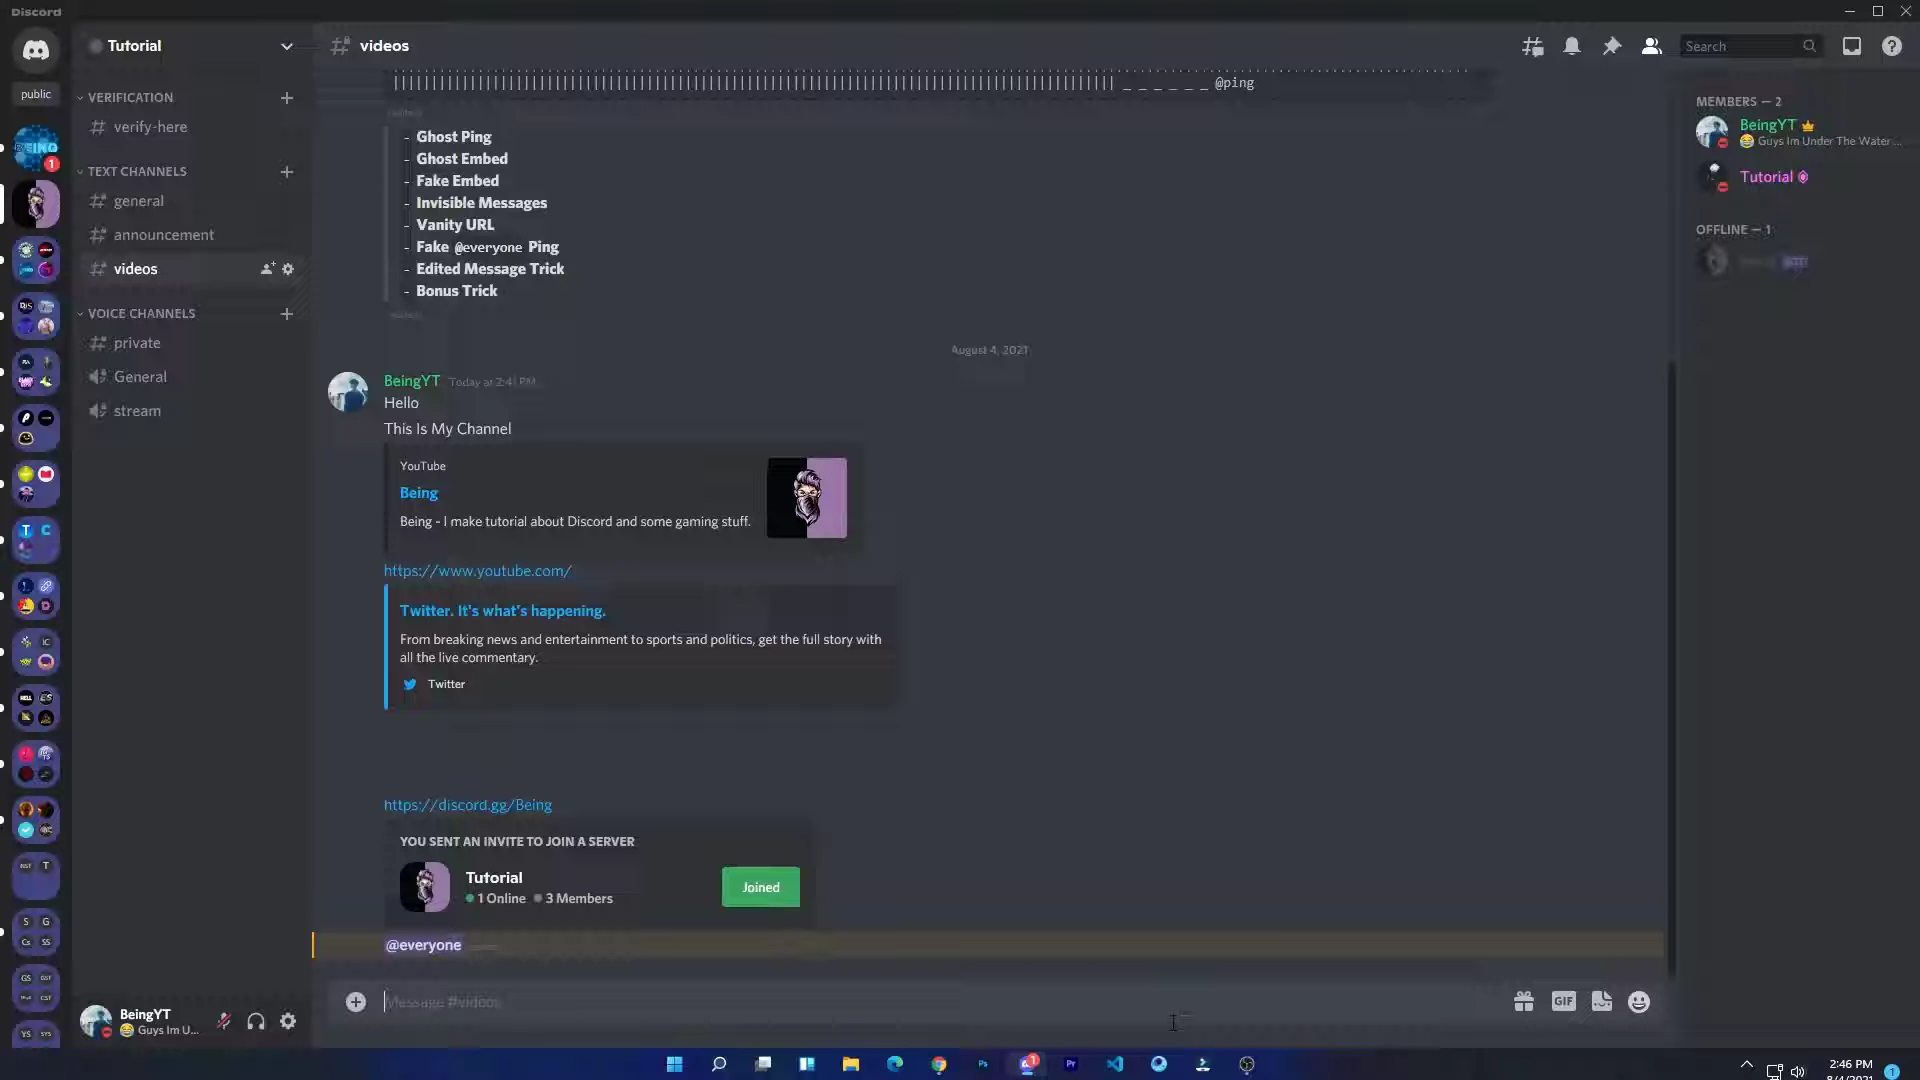 Discord
Tutorial
videos
Search
public
VERIFICATION
verify-here
TEXT CHANNELS
general
announcement
videos
VOICE CHANNELS
private
General
stream
||||||||||||||||||||||||||||||||||||||||||||||||||||||||||||||||||||||||||||||||||||||||||||| _ _ _ _ _ _ @ping
- Ghost Ping
- Ghost Embed
- Fake Embed
- Invisible Messages
- Vanity URL
- Fake @everyone Ping
- Edited Message Trick
- Bonus Trick
August 4, 2021
BeingYT Today at 2:41 PM
Hello
This Is My Channel
YouTube
Being
Being - I make tutorial about Discord and some gaming stuff.
https://www.youtube.com/
Twitter. It's what's happening.
From breaking news and entertainment to sports and politics, get the full story with
all the live commentary.
Twitter
https://discord.gg/Being
YOU SENT AN INVITE TO JOIN A SERVER
Tutorial
1 Online 3 Members
Joined
@everyone
Message #videos
GIF
MEMBERS — 2
BeingYT
Guys Im Under The Water ...
Tutorial
OFFLINE — 1
BeingYT
Guys Im U...
2:46 PM
8/4/2021